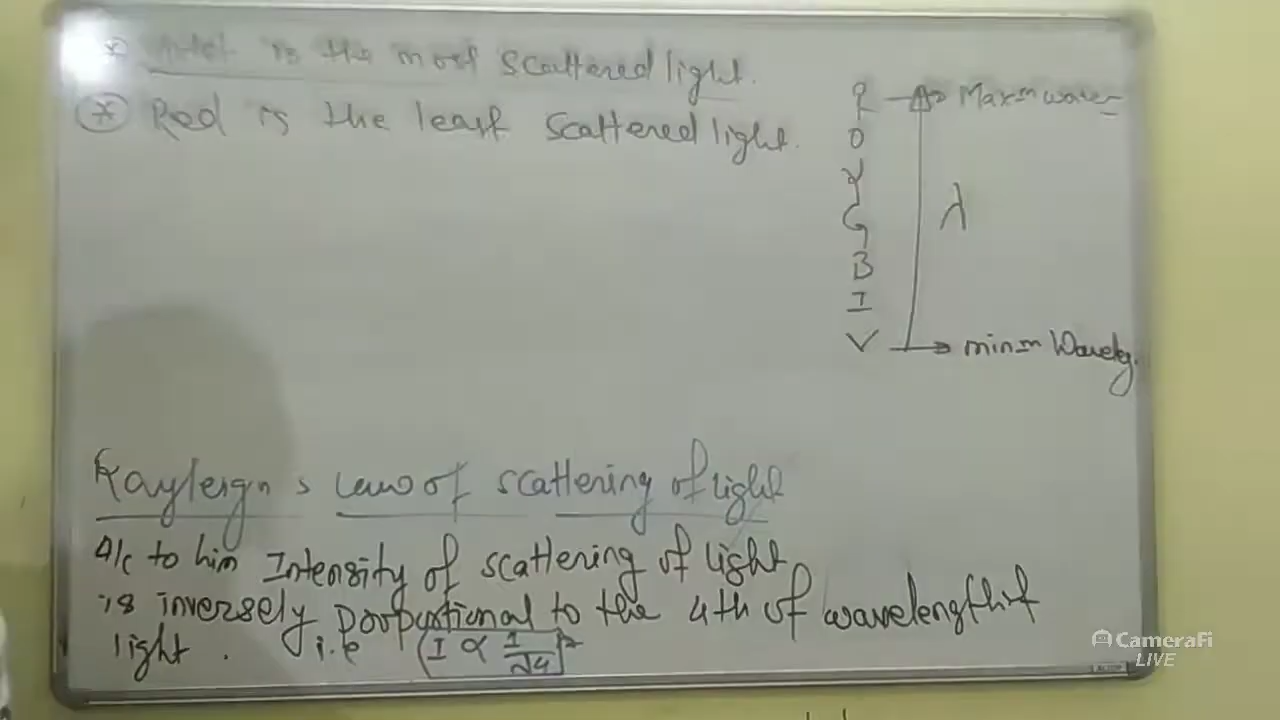 is the most scattered light.
Red is the least scattered light.
R → Maxm wave
O
Y
G
λ
B
I
V → minm Wavelg.
Rayleign s Law of scattering of light
A/c to him Intensity of scattering of light
is inversely proportional to the 4th of wavelength of
light. i.e (I ∝ 1/λ4)
CameraFi
LIVE